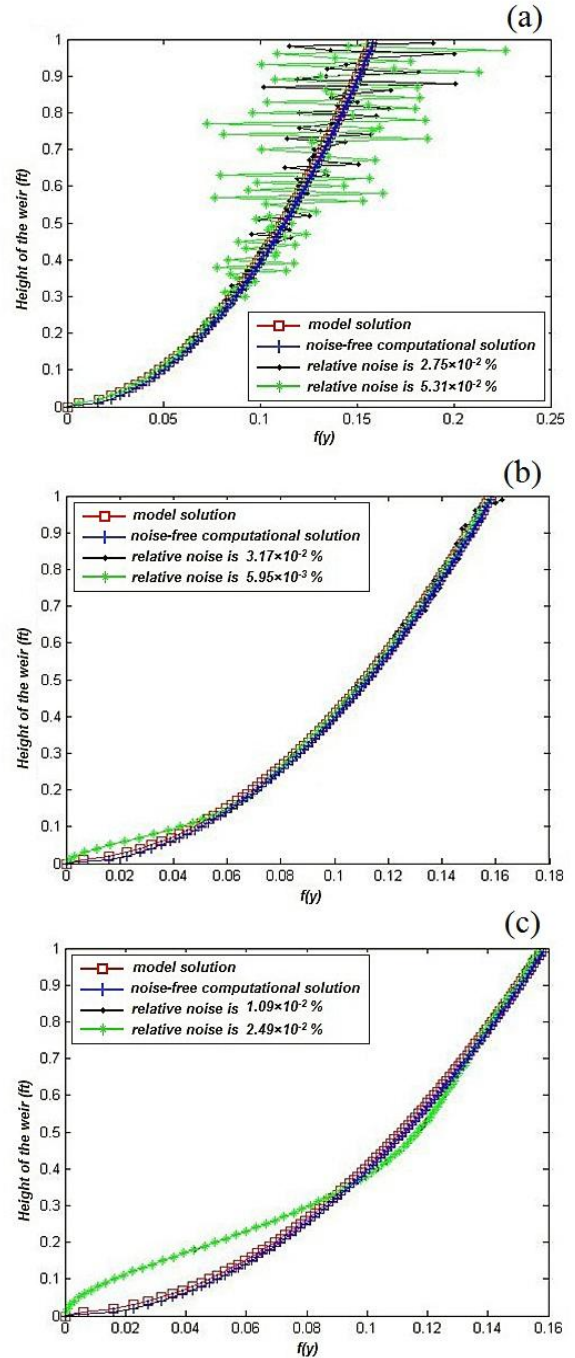 (a)
1
0.9
0.8
0.7
0.6
0.5
0.4
0.3
0.2
0.1
0
Height of the weir (ft)
model solution
noise-free computational solution
relative noise is 2.75×10⁻² %
relative noise is 5.31×10⁻² %
0 0.05 0.1 0.15 0.2 0.25
f(y)
(b)
1
0.9
0.8
0.7
0.6
0.5
0.4
0.3
0.2
0.1
0
Height of the weir (ft)
model solution
noise-free computational solution
relative noise is 3.17×10⁻² %
relative noise is 5.95×10⁻³ %
0 0.02 0.04 0.06 0.08 0.1 0.12 0.14 0.16 0.18
f(y)
(c)
1
0.9
0.8
0.7
0.6
0.5
0.4
0.3
0.2
0.1
0
Height of the weir (ft)
model solution
noise-free computational solution
relative noise is 1.09×10⁻² %
relative noise is 2.49×10⁻² %
0 0.02 0.04 0.06 0.08 0.10 0.12 0.14 0.16
f(y)